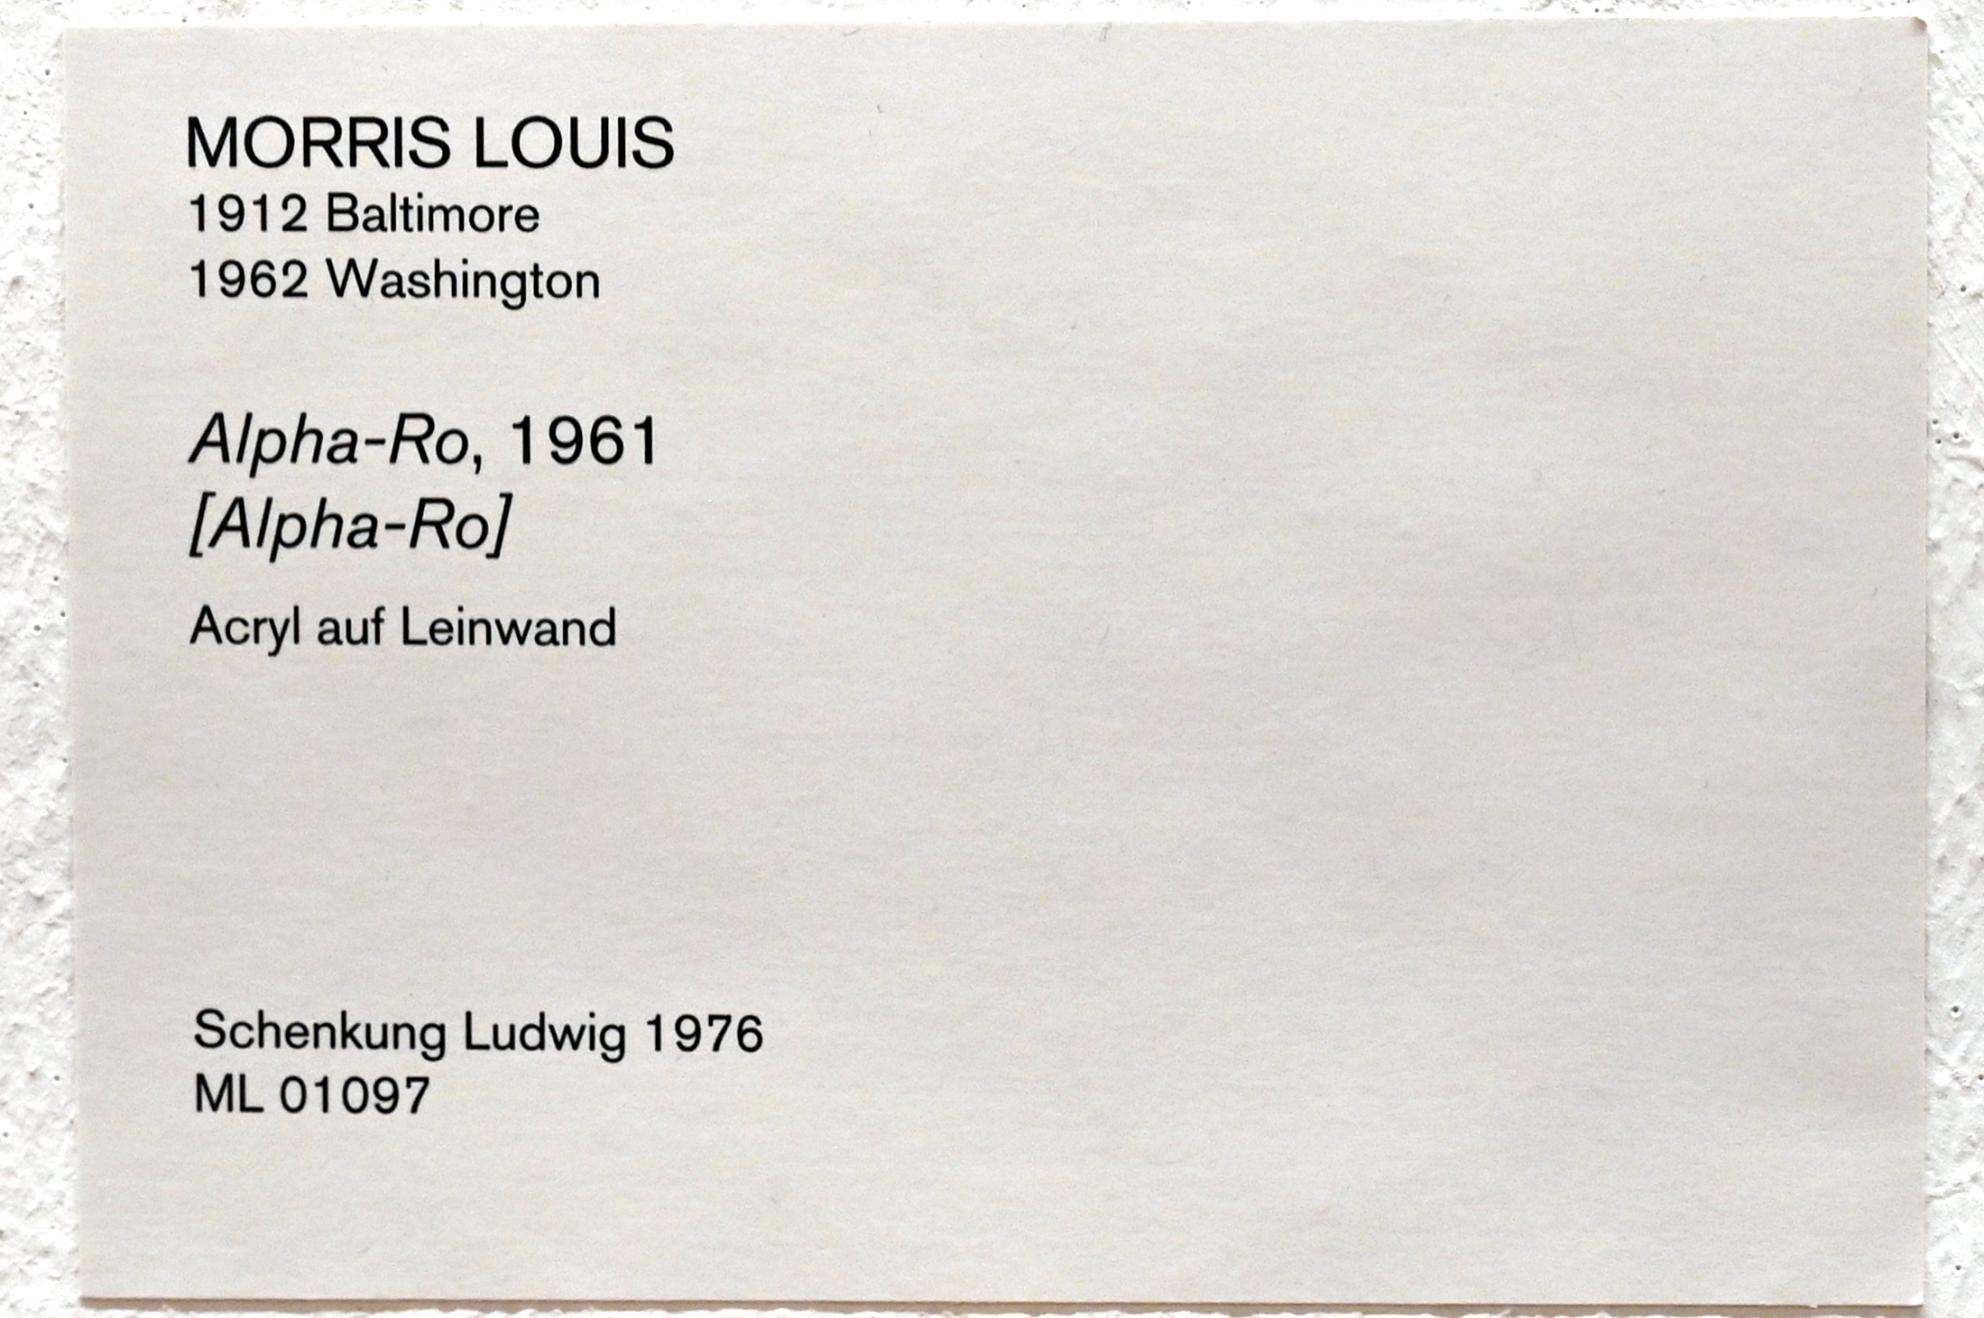 MORRIS LOUIS
1912 Baltimore
1962 Washington
Alpha-Ro, 1961
[Alpha-Ro]
Acryl auf Leinwand
Schenkung Ludwig 1976
ML 01097